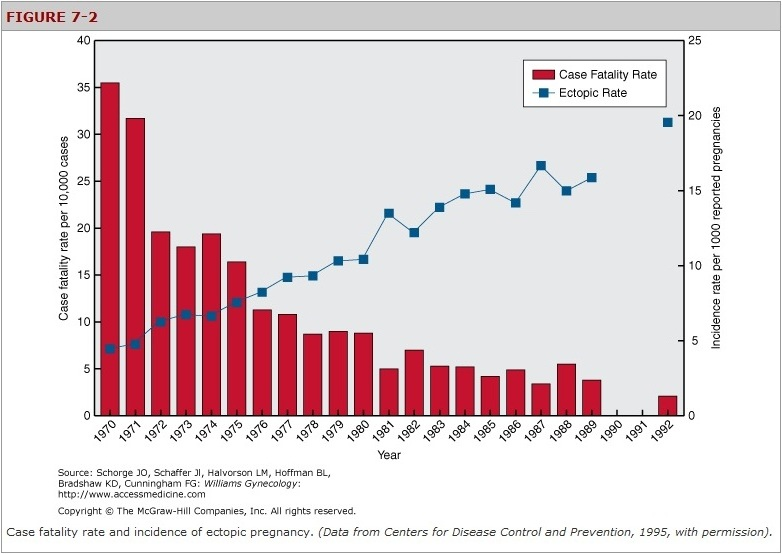 FIGURE 7-2
40
35
30
25
20
15
10
5
0
Case fatality rate per 10,000 cases
25
20
15
10
5
0
Incidence rate per 1000 reported pregnancies
Case Fatality Rate
Ectopic Rate
1970 1971 1972 1973 1974 1975 1976 1977 1978 1979 1980 1981 1982 1983 1984 1985 1986 1987 1988 1989 1990 1991 1992
Year
Source: Schorge JO, Schaffer JI, Halvorson LM, Hoffman BL,
Bradshaw KD, Cunningham FG: Williams Gynecology:
http://www.accessmedicine.com
Copyright © The McGraw-Hill Companies, Inc. All rights reserved.
Case fatality rate and incidence of ectopic pregnancy. (Data from Centers for Disease Control and Prevention, 1995, with permission).